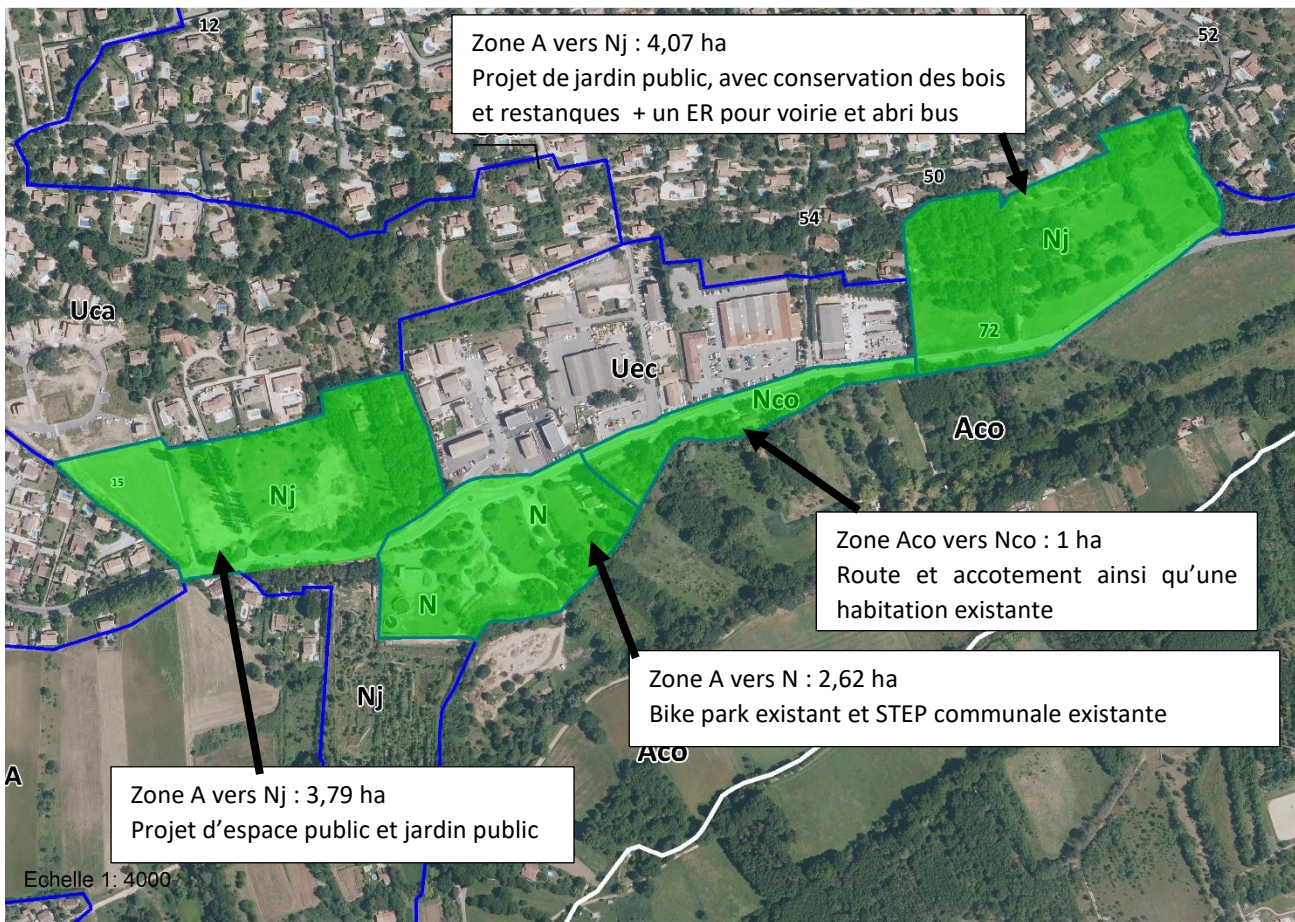 12
52
Zone A vers Nj : 4,07 ha
Projet de jardin public, avec conservation des bois
et restanques + un ER pour voirie et abri bus
50
54
Nj
Uca
72
Uec
Nco
Aco
15
Nj
N
N
Zone Aco vers Nco : 1 ha
Route et accotement ainsi qu'une
habitation existante
Zone A vers N : 2,62 ha
Bike park existant et STEP communale existante
Nj
Aco
A
Zone A vers Nj : 3,79 ha
Projet d'espace public et jardin public
Echelle 1: 4000